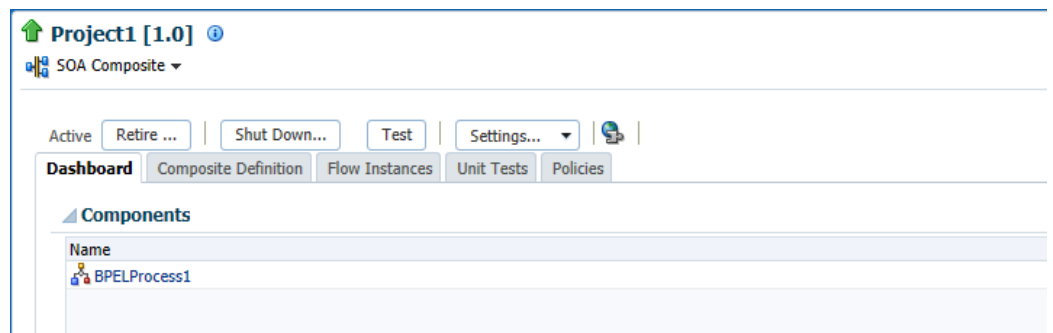 Project1 [1.0]
SOA Composite
Active Retire ... Shut Down... Test Settings...
Dashboard Composite Definition Flow Instances Unit Tests Policies
Components
Name
BPELProcess1